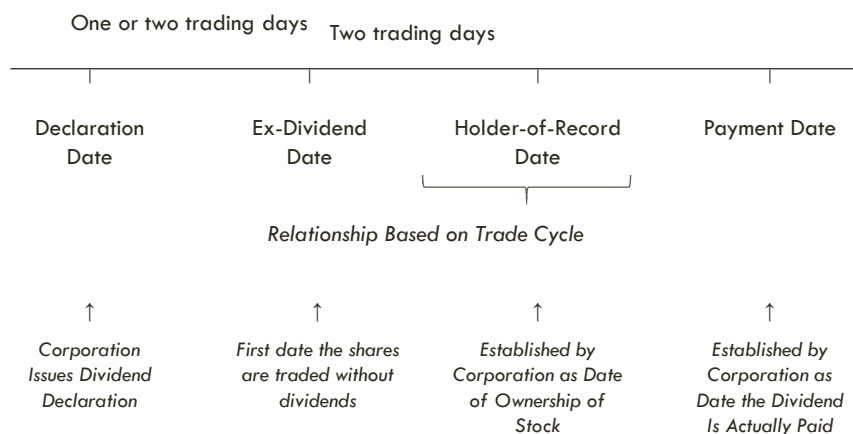 One or two trading days
Two trading days
Declaration
Date
Ex-Dividend
Date
Holder-of-Record
Date
Payment Date
Relationship Based on Trade Cycle
↑
↑
↑
↑
Corporation
Issues Dividend
Declaration
First date the shares
are traded without
dividends
Established by
Corporation as Date
of Ownership of
Stock
Established by
Corporation as
Date the Dividend
Is Actually Paid